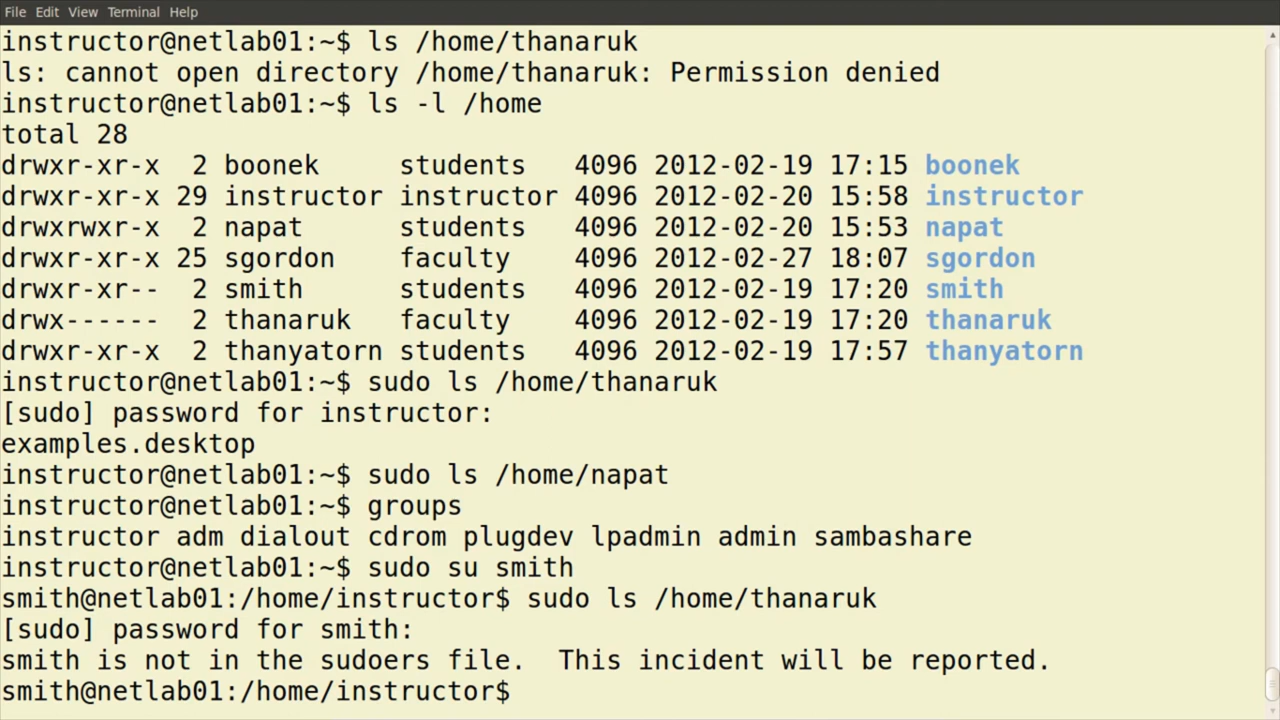 File Edit View Terminal Help
instructor@netlab01:~$ ls /home/thanaruk
ls: cannot open directory /home/thanaruk: Permission denied
instructor@netlab01:~$ ls -l /home
total 28
drwxr-xr-x  2 boonek     students   4096 2012-02-19 17:15 boonek
drwxr-xr-x 29 instructor instructor 4096 2012-02-20 15:58 instructor
drwxrwxr-x  2 napat      students   4096 2012-02-20 15:53 napat
drwxr-xr-x 25 sgordon    faculty    4096 2012-02-27 18:07 sgordon
drwxr-xr--  2 smith      students   4096 2012-02-19 17:20 smith
drwx------  2 thanaruk   faculty    4096 2012-02-19 17:20 thanaruk
drwxr-xr-x  2 thanyatorn students   4096 2012-02-19 17:57 thanyatorn
instructor@netlab01:~$ sudo ls /home/thanaruk
[sudo] password for instructor:
examples.desktop
instructor@netlab01:~$ sudo ls /home/napat
instructor@netlab01:~$ groups
instructor adm dialout cdrom plugdev lpadmin admin sambashare
instructor@netlab01:~$ sudo su smith
smith@netlab01:/home/instructor$ sudo ls /home/thanaruk
[sudo] password for smith:
smith is not in the sudoers file.  This incident will be reported.
smith@netlab01:/home/instructor$